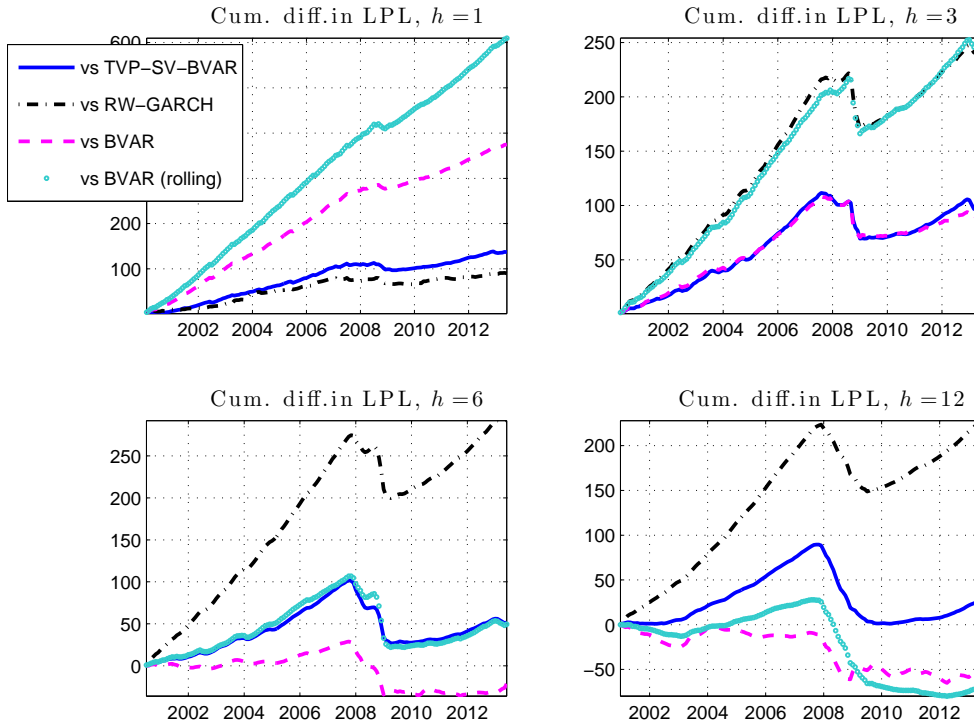 Cum. diff.in LPL, h = 1
600
200
100
2002 2004 2006 2008 2010 2012
vs TVP-SV-BVAR
vs RW-GARCH
vs BVAR
vs BVAR (rolling)
Cum. diff.in LPL, h = 3
250
200
150
100
50
2002 2004 2006 2008 2010 2012
Cum. diff.in LPL, h = 6
250
200
150
100
50
0
2002 2004 2006 2008 2010 2012
Cum. diff.in LPL, h = 12
200
150
100
50
0
−50
2002 2004 2006 2008 2010 2012